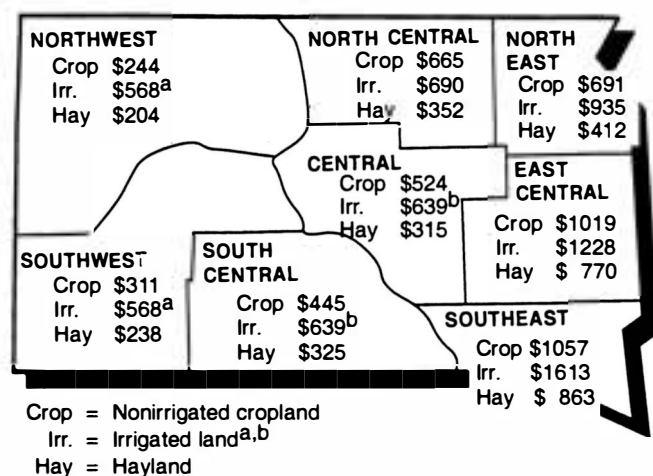 NORTHWEST
Crop $244
Irr. $568a
Hay $204
NORTH CENTRAL
Crop $665
Irr. $690
Hay $352
NORTH
EAST
Crop $691
Irr. $935
Hay $412
CENTRAL
Crop $524
Irr. $639b
Hay $315
EAST
CENTRAL
Crop $1019
Irr. $1228
Hay $ 770
SOUTHWEST
Crop $311
Irr. $568a
Hay $238
SOUTH
CENTRAL
Crop $445
Irr. $639b
Hay $325
SOUTHEAST
Crop $1057
Irr. $1613
Hay $ 863
Crop = Nonirrigated cropland
Irr. = Irrigated landa,b
Hay = Hayland